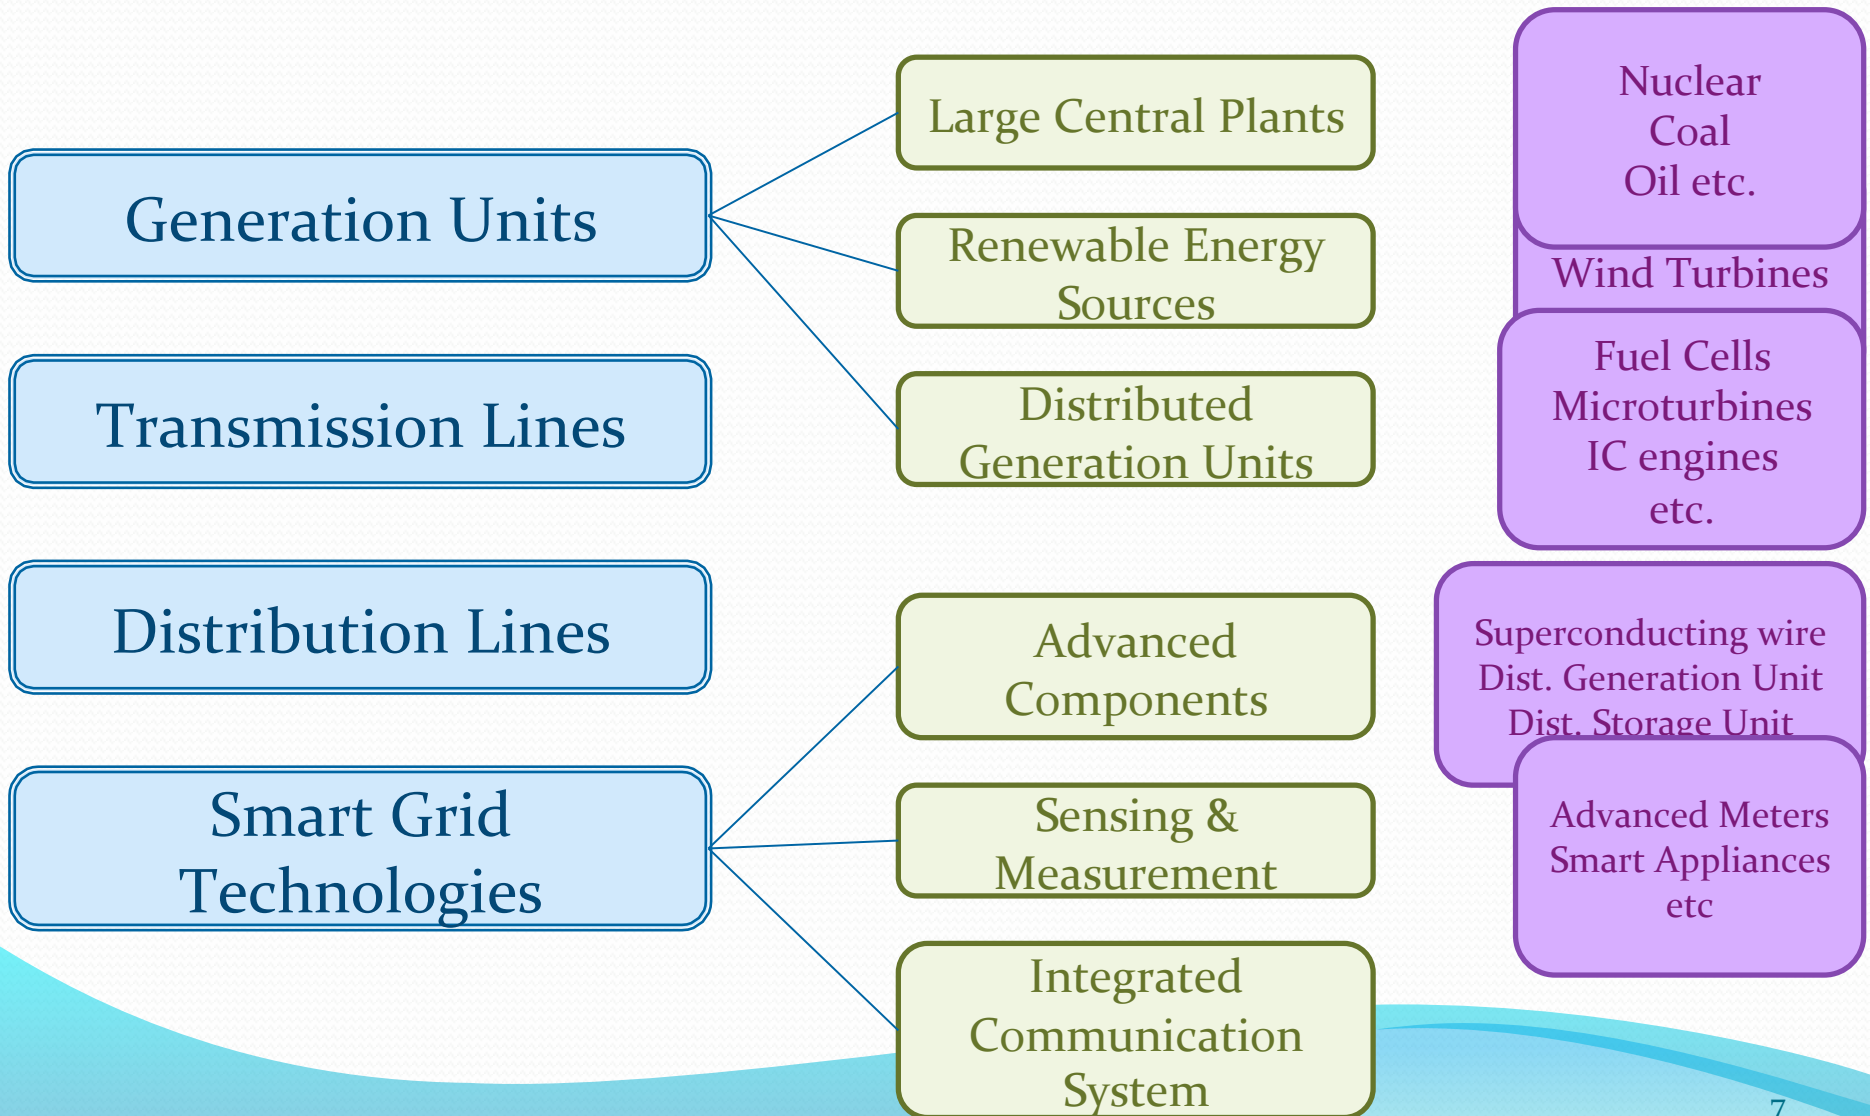 Generation Units
Transmission Lines
Distribution Lines
Smart Grid
Technologies
Large Central Plants
Renewable Energy
Sources
Distributed
Generation Units
Advanced
Components
Sensing &
Measurement
Integrated
Communication
System
Nuclear
Coal
Oil etc.
Wind Turbines
Fuel Cells
Microturbines
IC engines
etc.
Superconducting wire
Dist. Generation Unit
Dist. Storage Unit
Advanced Meters
Smart Appliances
etc
7